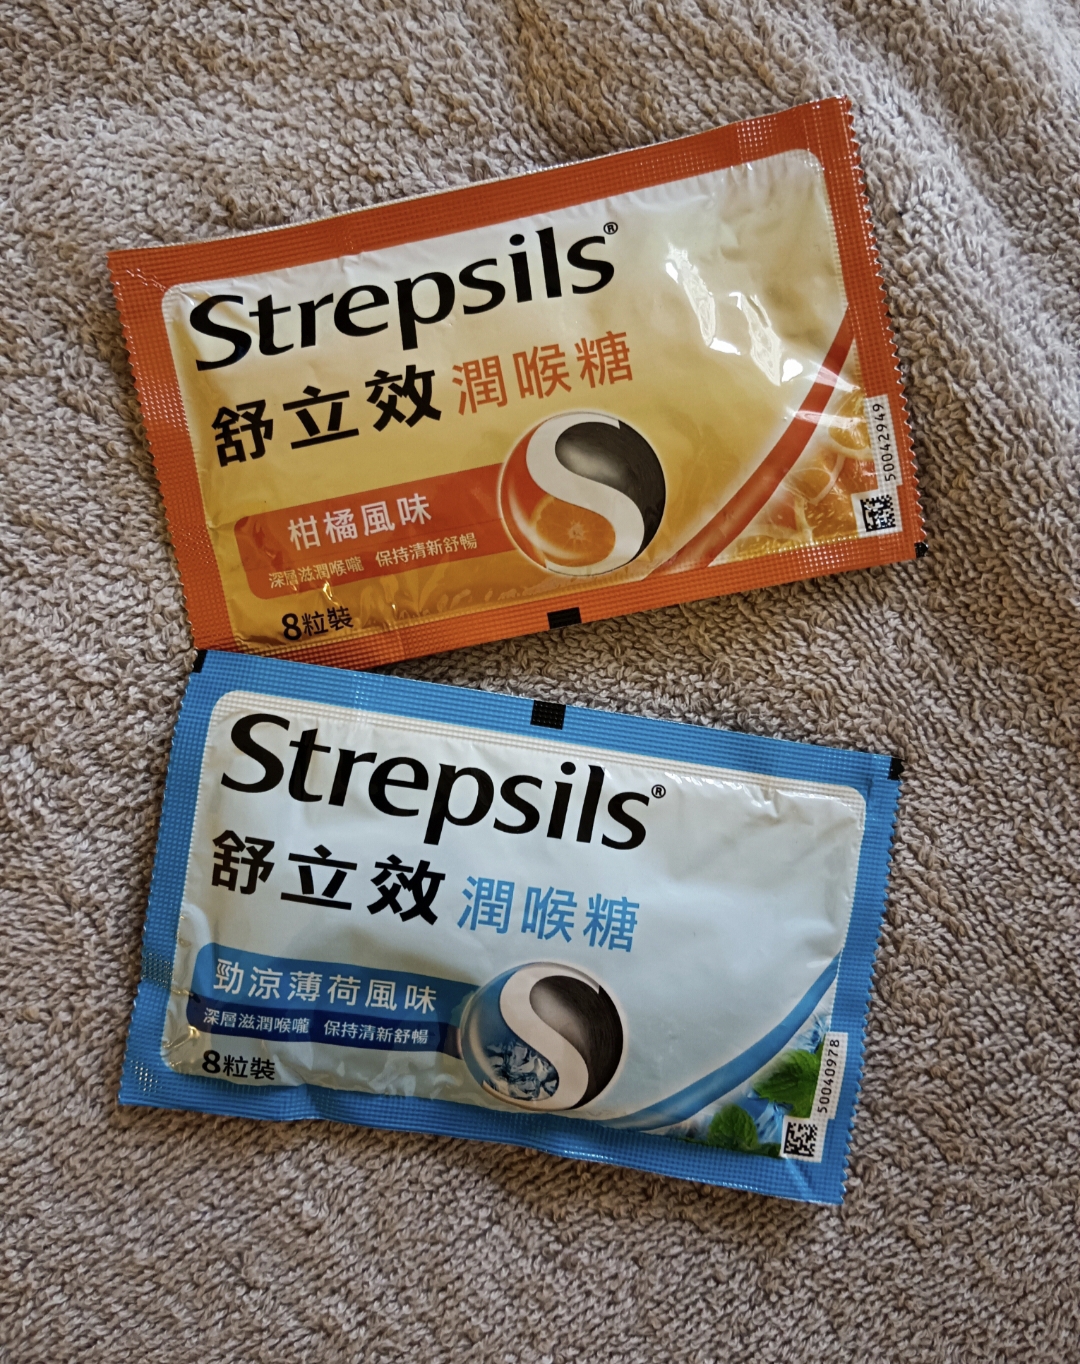 Strepsils®
舒立效 潤喉糖
柑橘風味
深層滋潤喉嚨 保持清新舒暢
8粒裝
50042949
Strepsils®
舒立效 潤喉糖
勁涼薄荷風味
深層滋潤喉嚨 保持清新舒暢
8粒裝
50040978